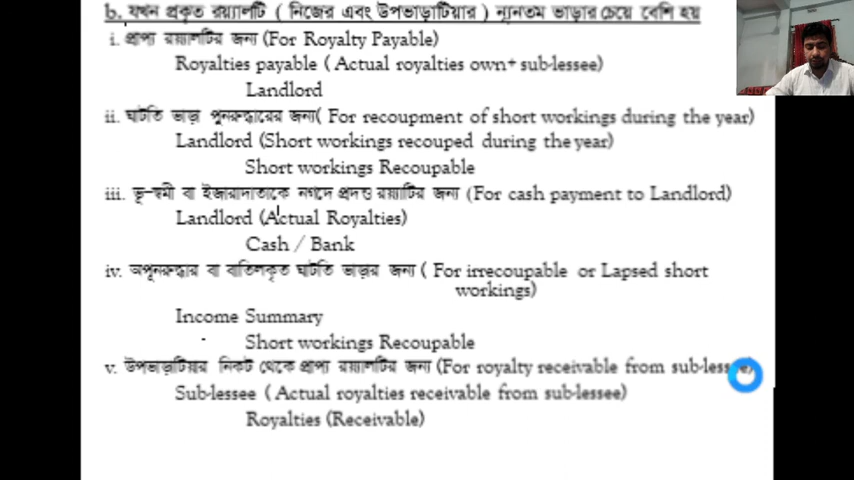 b. যখন প্রকৃত রয়্যালটি ( নিজের এবং উপভাড়াটিয়ার ) ন্যূনতম ভাড়ার চেয়ে বেশি হয়
i. প্রাপ্য রয়্যালটির জন্য (For Royalty Payable)
Royalties payable ( Actual royalties own+ sub-lessee)
Landlord
ii. ঘাটতি ভাড়া পুনরুদ্ধারের জন্য( For recoupment of short workings during the year)
Landlord (Short workings recouped during the year)
Short workings Recoupable
iii. ভূ-স্বামী বা ইজারাদাতাকে নগদে প্রদত্ত রয়্যালটির জন্য (For cash payment to Landlord)
Landlord (Actual Royalties)
Cash / Bank
iv. অপুনরুদ্ধার বা বাতিলকৃত ঘাটতি ভাড়ার জন্য ( For irrecoupable or Lapsed short
workings)
Income Summary
Short workings Recoupable
v. উপভাড়াটিয়ার নিকট থেকে প্রাপ্য রয়্যালটির জন্য (For royalty receivable from sub-lessee)
Sub-lessee ( Actual royalties receivable from sub-lessee)
Royalties (Receivable)